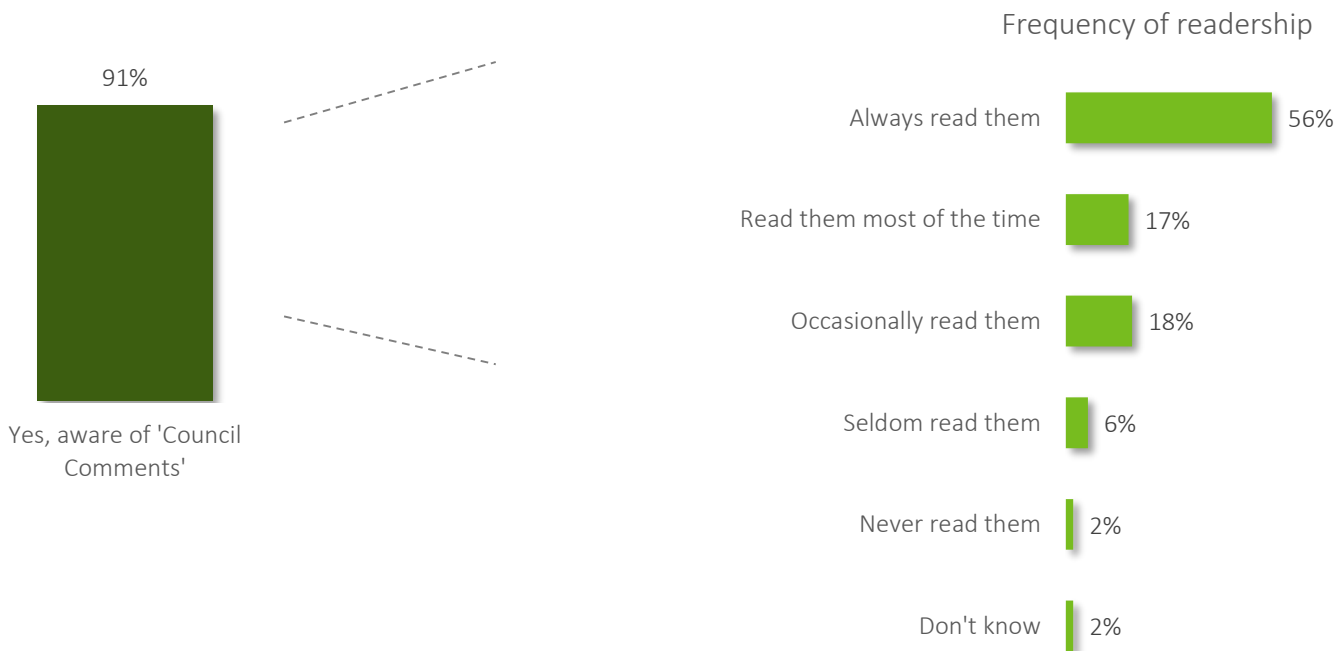 91%
Yes, aware of 'Council
Comments'
Frequency of readership
Always read them 56%
Read them most of the time 17%
Occasionally read them 18%
Seldom read them 6%
Never read them 2%
Don't know 2%